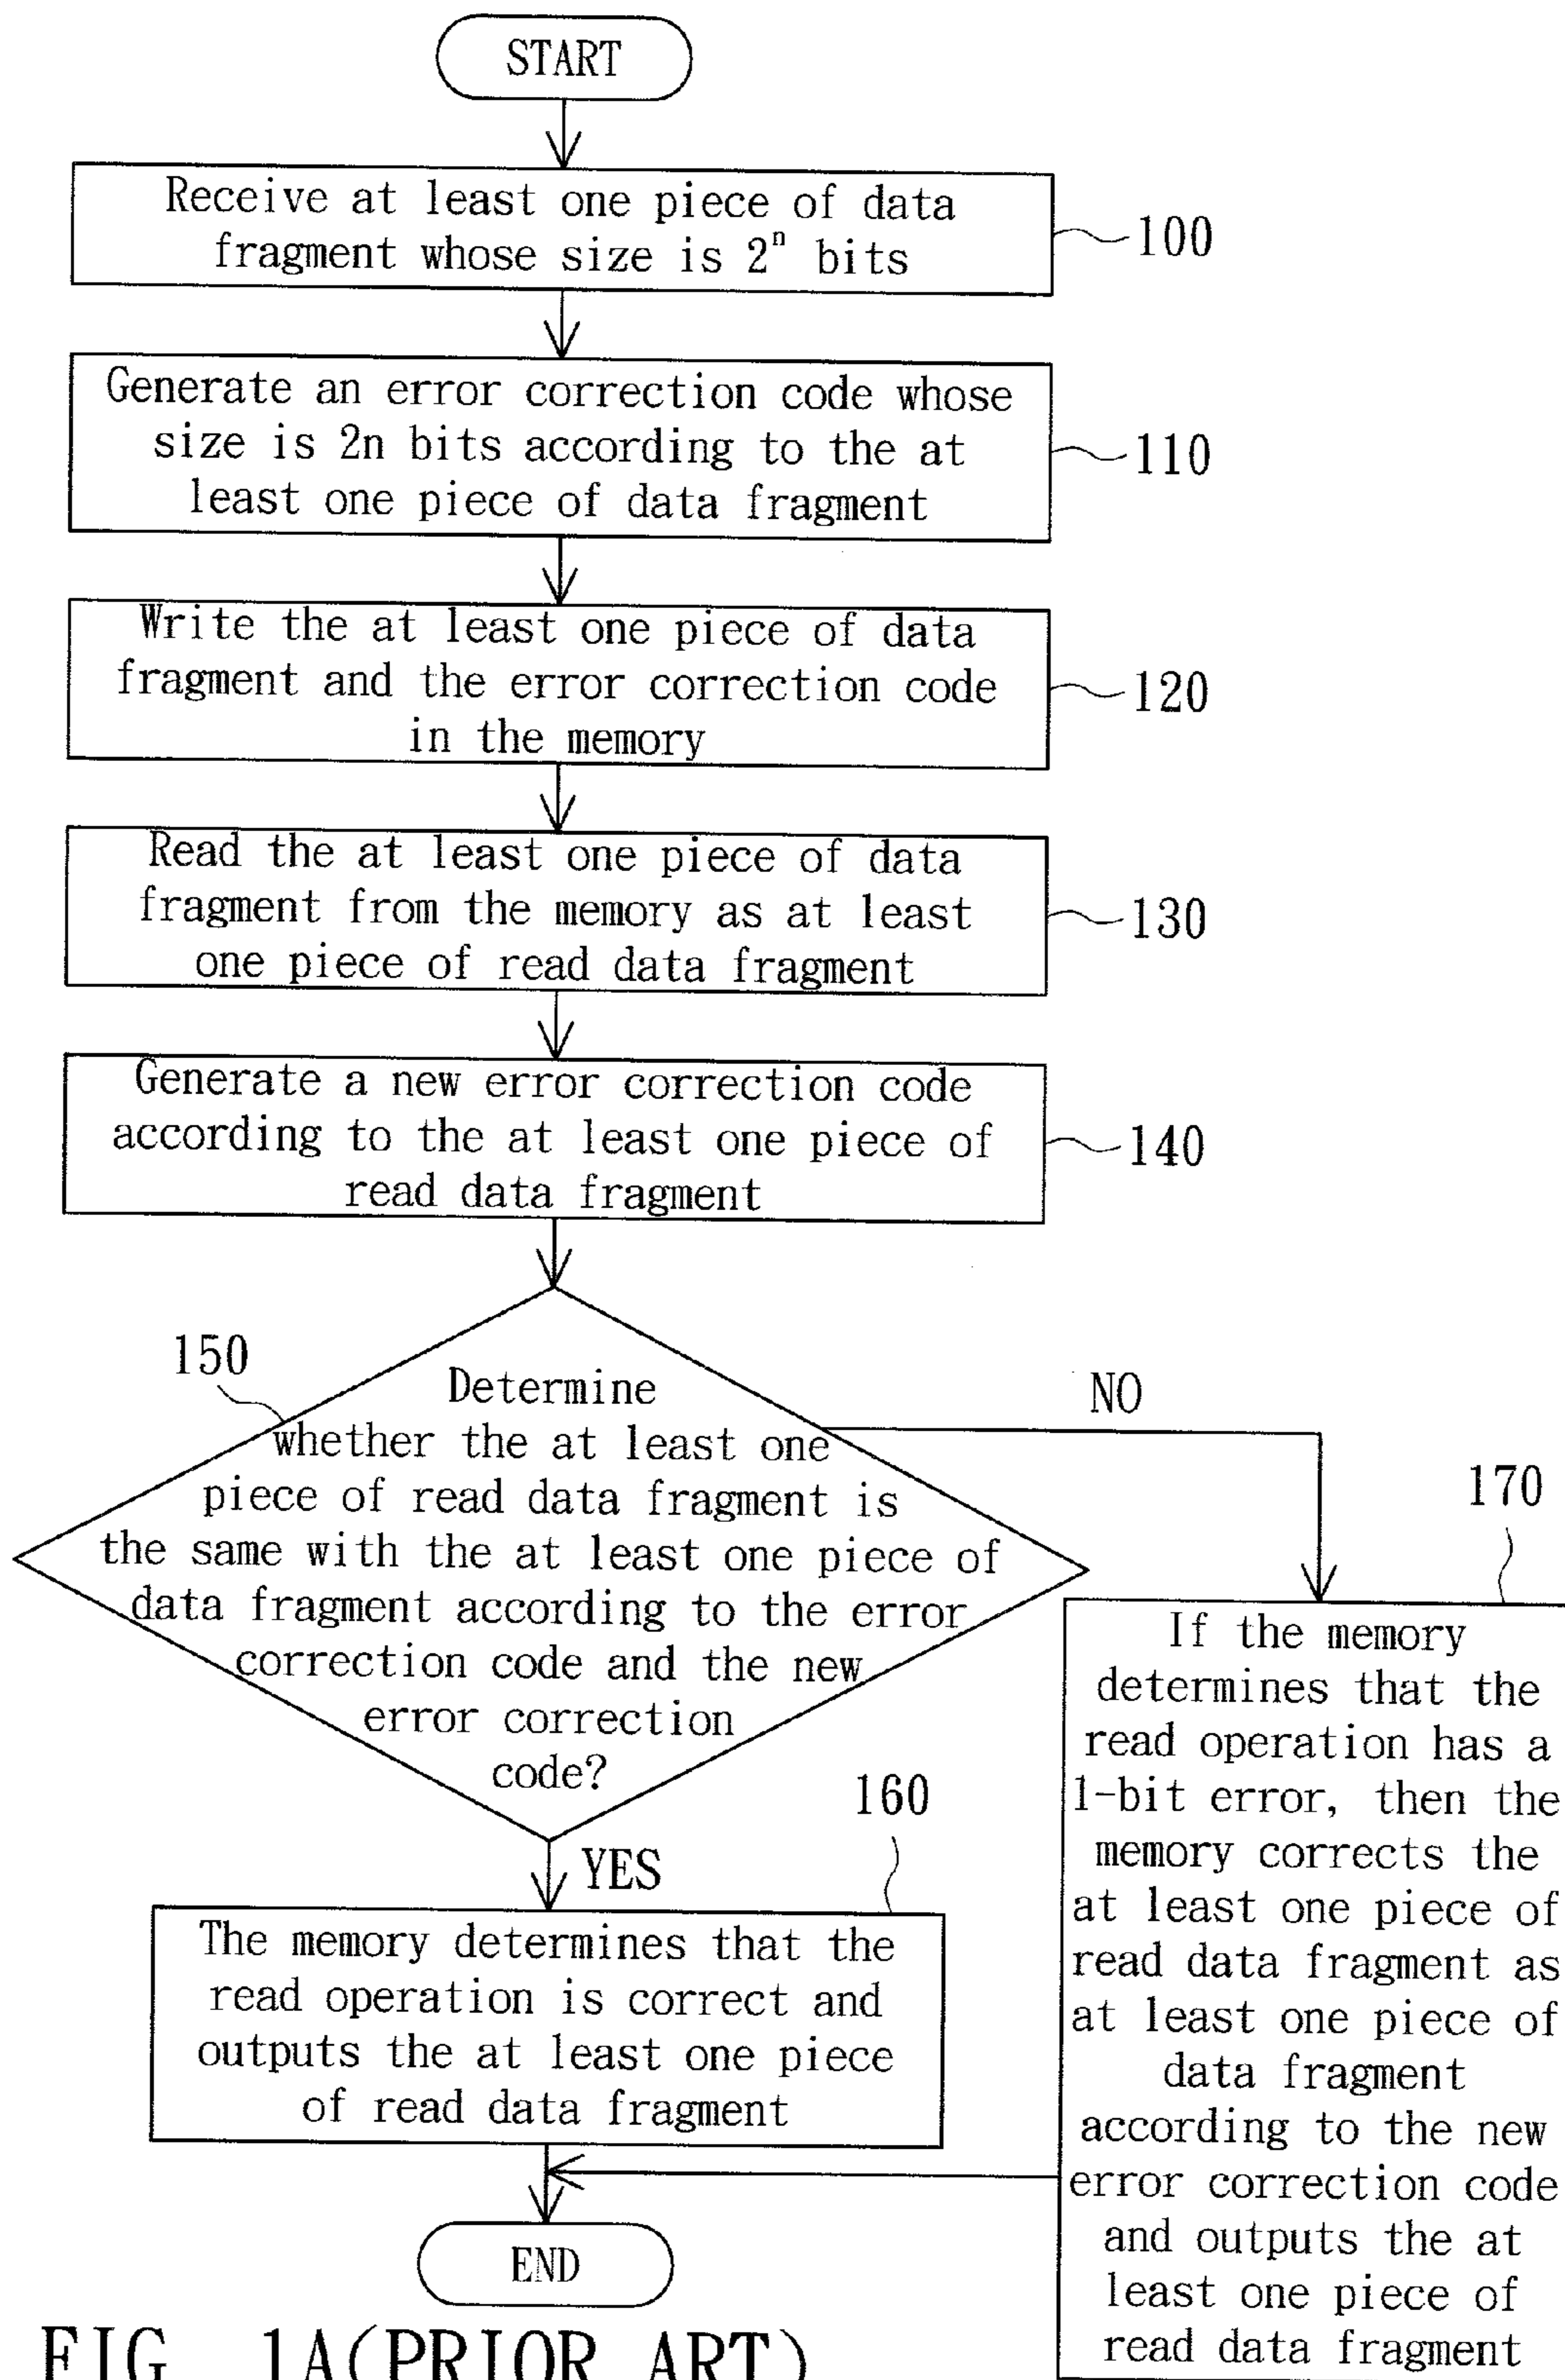 START
Receive at least one piece of data
fragment whose size is 2ⁿ bits
100
Generate an error correction code whose
size is 2n bits according to the at
least one piece of data fragment
110
Write the at least one piece of data
fragment and the error correction code
in the memory
120
Read the at least one piece of data
fragment from the memory as at least
one piece of read data fragment
130
Generate a new error correction code
according to the at least one piece of
read data fragment
140
150
Determine
whether the at least one
piece of read data fragment is
the same with the at least one piece of
data fragment according to the error
correction code and the new
error correction
code?
NO
YES
160
The memory determines that the
read operation is correct and
outputs the at least one piece
of read data fragment
170
If the memory
determines that the
read operation has a
1-bit error, then the
memory corrects the
at least one piece of
read data fragment as
at least one piece of
data fragment
according to the new
error correction code
and outputs the at
least one piece of
read data fragment
END
FIG. 1A(PRIOR ART)